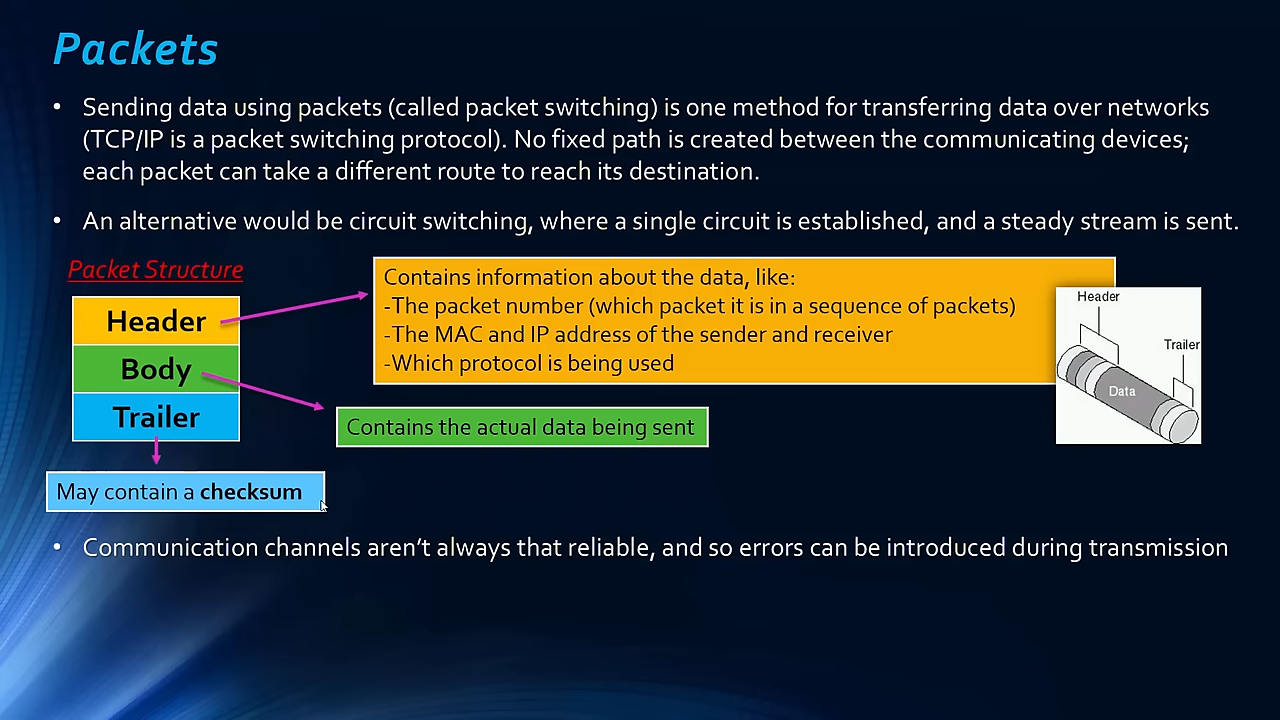 Packets
• Sending data using packets (called packet switching) is one method for transferring data over networks
(TCP/IP is a packet switching protocol). No fixed path is created between the communicating devices;
each packet can take a different route to reach its destination.
• An alternative would be circuit switching, where a single circuit is established, and a steady stream is sent.
Packet Structure
Header
Body
Trailer
Contains information about the data, like:
-The packet number (which packet it is in a sequence of packets)
-The MAC and IP address of the sender and receiver
-Which protocol is being used
Header
Trailer
Data
Contains the actual data being sent
May contain a checksum
• Communication channels aren’t always that reliable, and so errors can be introduced during transmission